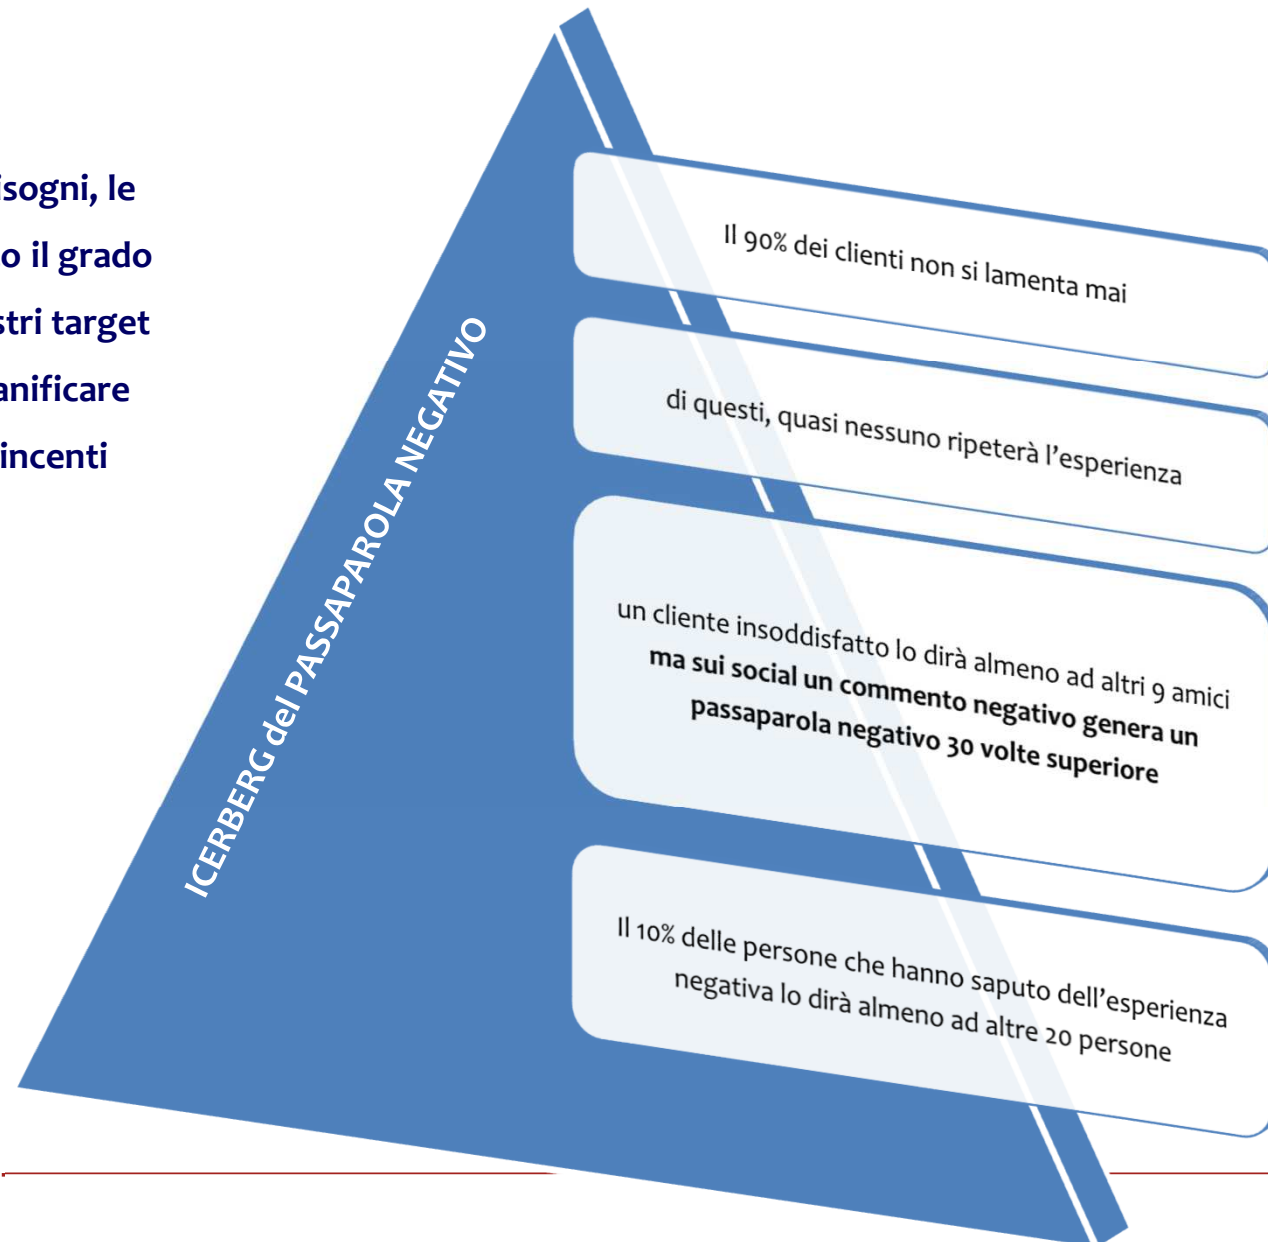 isogni, le
o il grado
stri target
anificare
incenti
ICERBERG del PASSAPAROLA NEGATIVO
Il 90% dei clienti non si lamenta mai
di questi, quasi nessuno ripeterà l’esperienza
un cliente insoddisfatto lo dirà almeno ad altri 9 amici
ma sui social un commento negativo genera un
passaparola negativo 30 volte superiore
Il 10% delle persone che hanno saputo dell’esperienza
negativa lo dirà almeno ad altre 20 persone